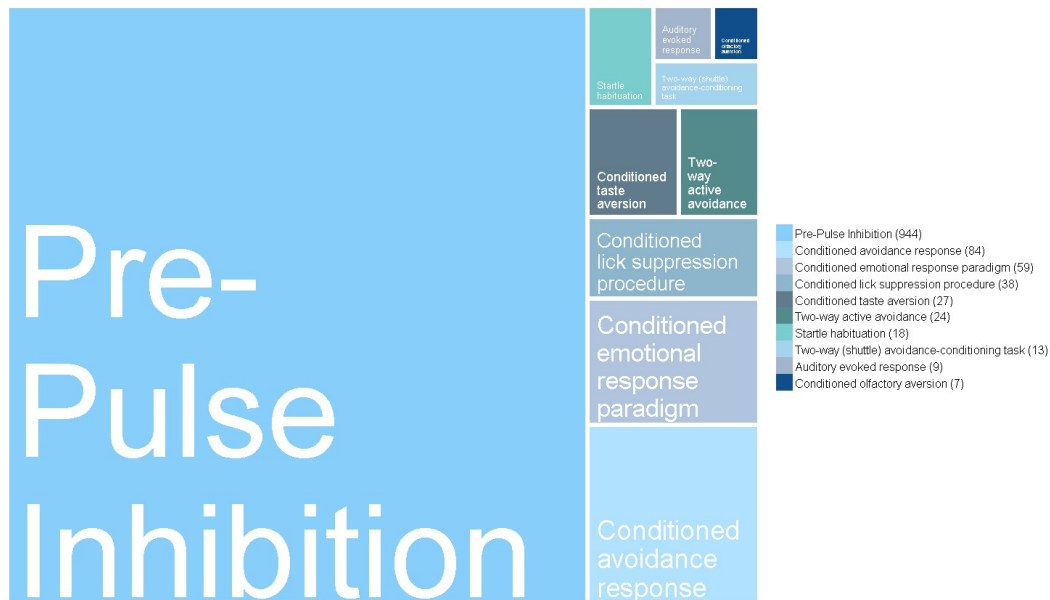 Pre-
Pulse
Inhibition
Startle
habituation
Auditory
evoked
response
Conditioned
olfactory
aversion
Two-way (shuttle)
avoidance-conditioning
task
Conditioned
taste
aversion
Two-
way
active
avoidance
Conditioned
lick suppression
procedure
Conditioned
emotional
response
paradigm
Conditioned
avoidance
response
Pre-Pulse Inhibition (944)
Conditioned avoidance response (84)
Conditioned emotional response paradigm (59)
Conditioned lick suppression procedure (38)
Conditioned taste aversion (27)
Two-way active avoidance (24)
Startle habituation (18)
Two-way (shuttle) avoidance-conditioning task (13)
Auditory evoked response (9)
Conditioned olfactory aversion (7)